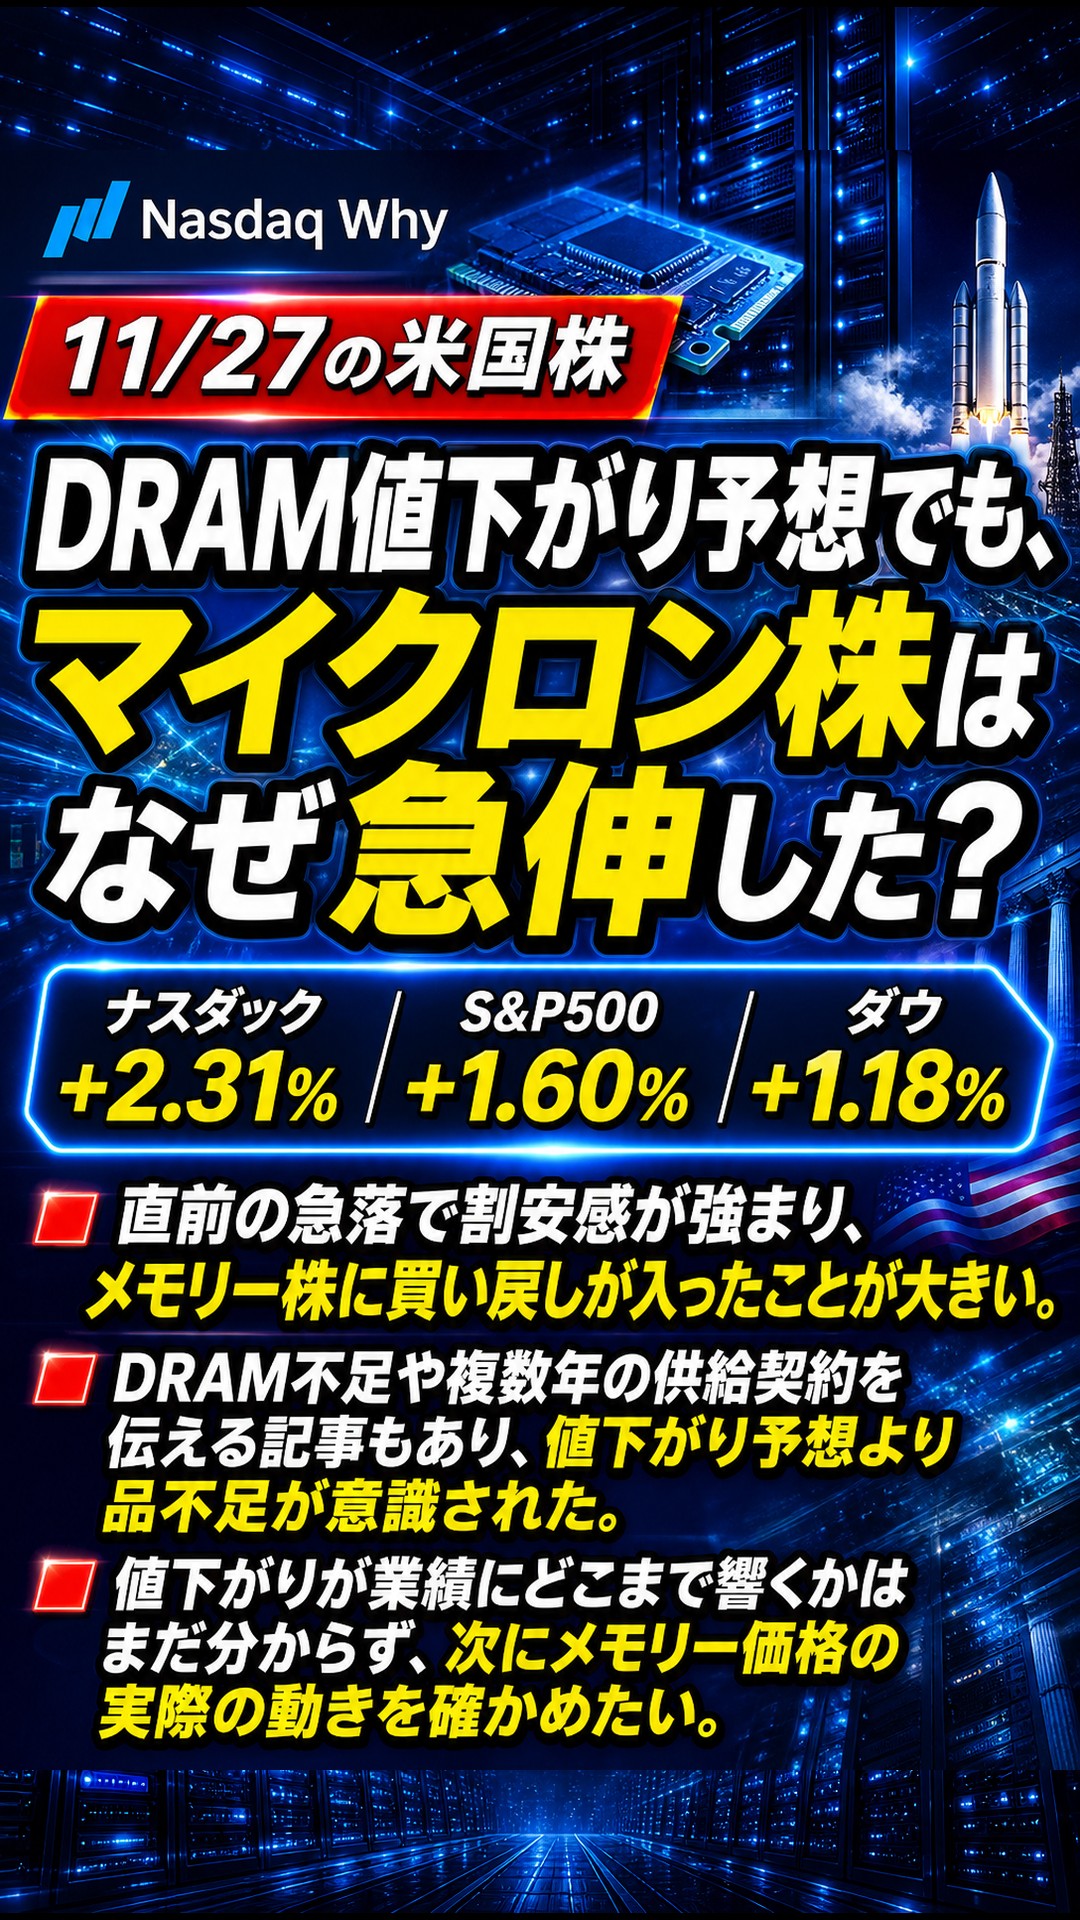 Nasdaq Why
11/27の米国株
DRAM値下がり予想でも、
マイクロン株は
なぜ急伸した?
ナスダック
+2.31%
S&P500
+1.60%
ダウ
+1.18%
直前の急落で割安感が強まり、
メモリー株に買い戻しが入ったことが大きい。
DRAM不足や複数年の供給契約を
伝える記事もあり、値下がり予想より
品不足が意識された。
値下がりが業績にどこまで響くかは
まだ分からず、次にメモリー価格の
実際の動きを確かめたい。